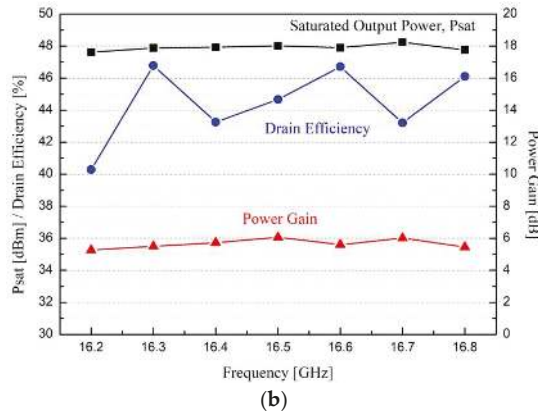 50
48
46
44
42
40
38
36
34
32
30
Psat [dBm] / Drain Efficiency [%]
Saturated Output Power, Psat
Drain Efficiency
Power Gain
20
18
16
14
12
10
8
6
4
2
0
Power Gain [dB]
16.2 16.3 16.4 16.5 16.6 16.7 16.8
Frequency [GHz]
(b)